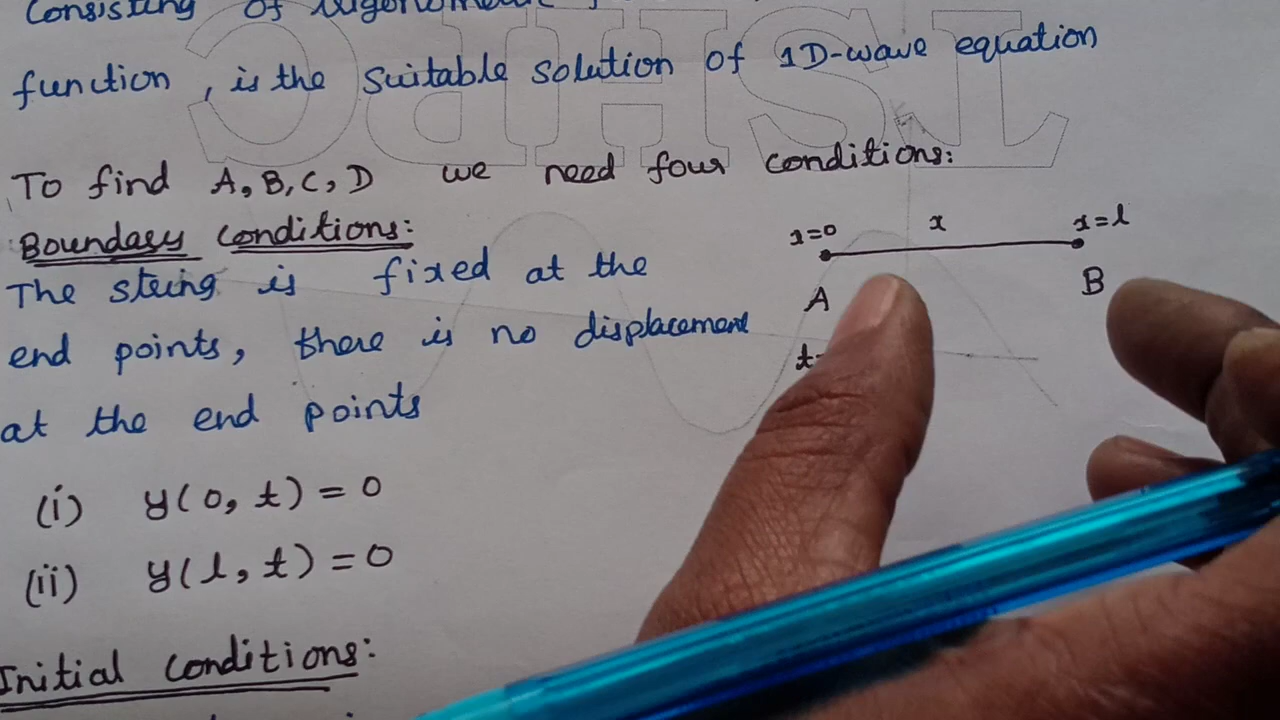 Consisting of
function, is the suitable solution of 1D-wave equation
To find A, B, C, D we need four conditions:
Boundary Conditions:
The string is fixed at the
end points, there is no displacement
at the end points
(i) y(0, t) = 0
(ii) y(l, t) = 0
Initial Conditions:
x=0 x x=l
A B
t